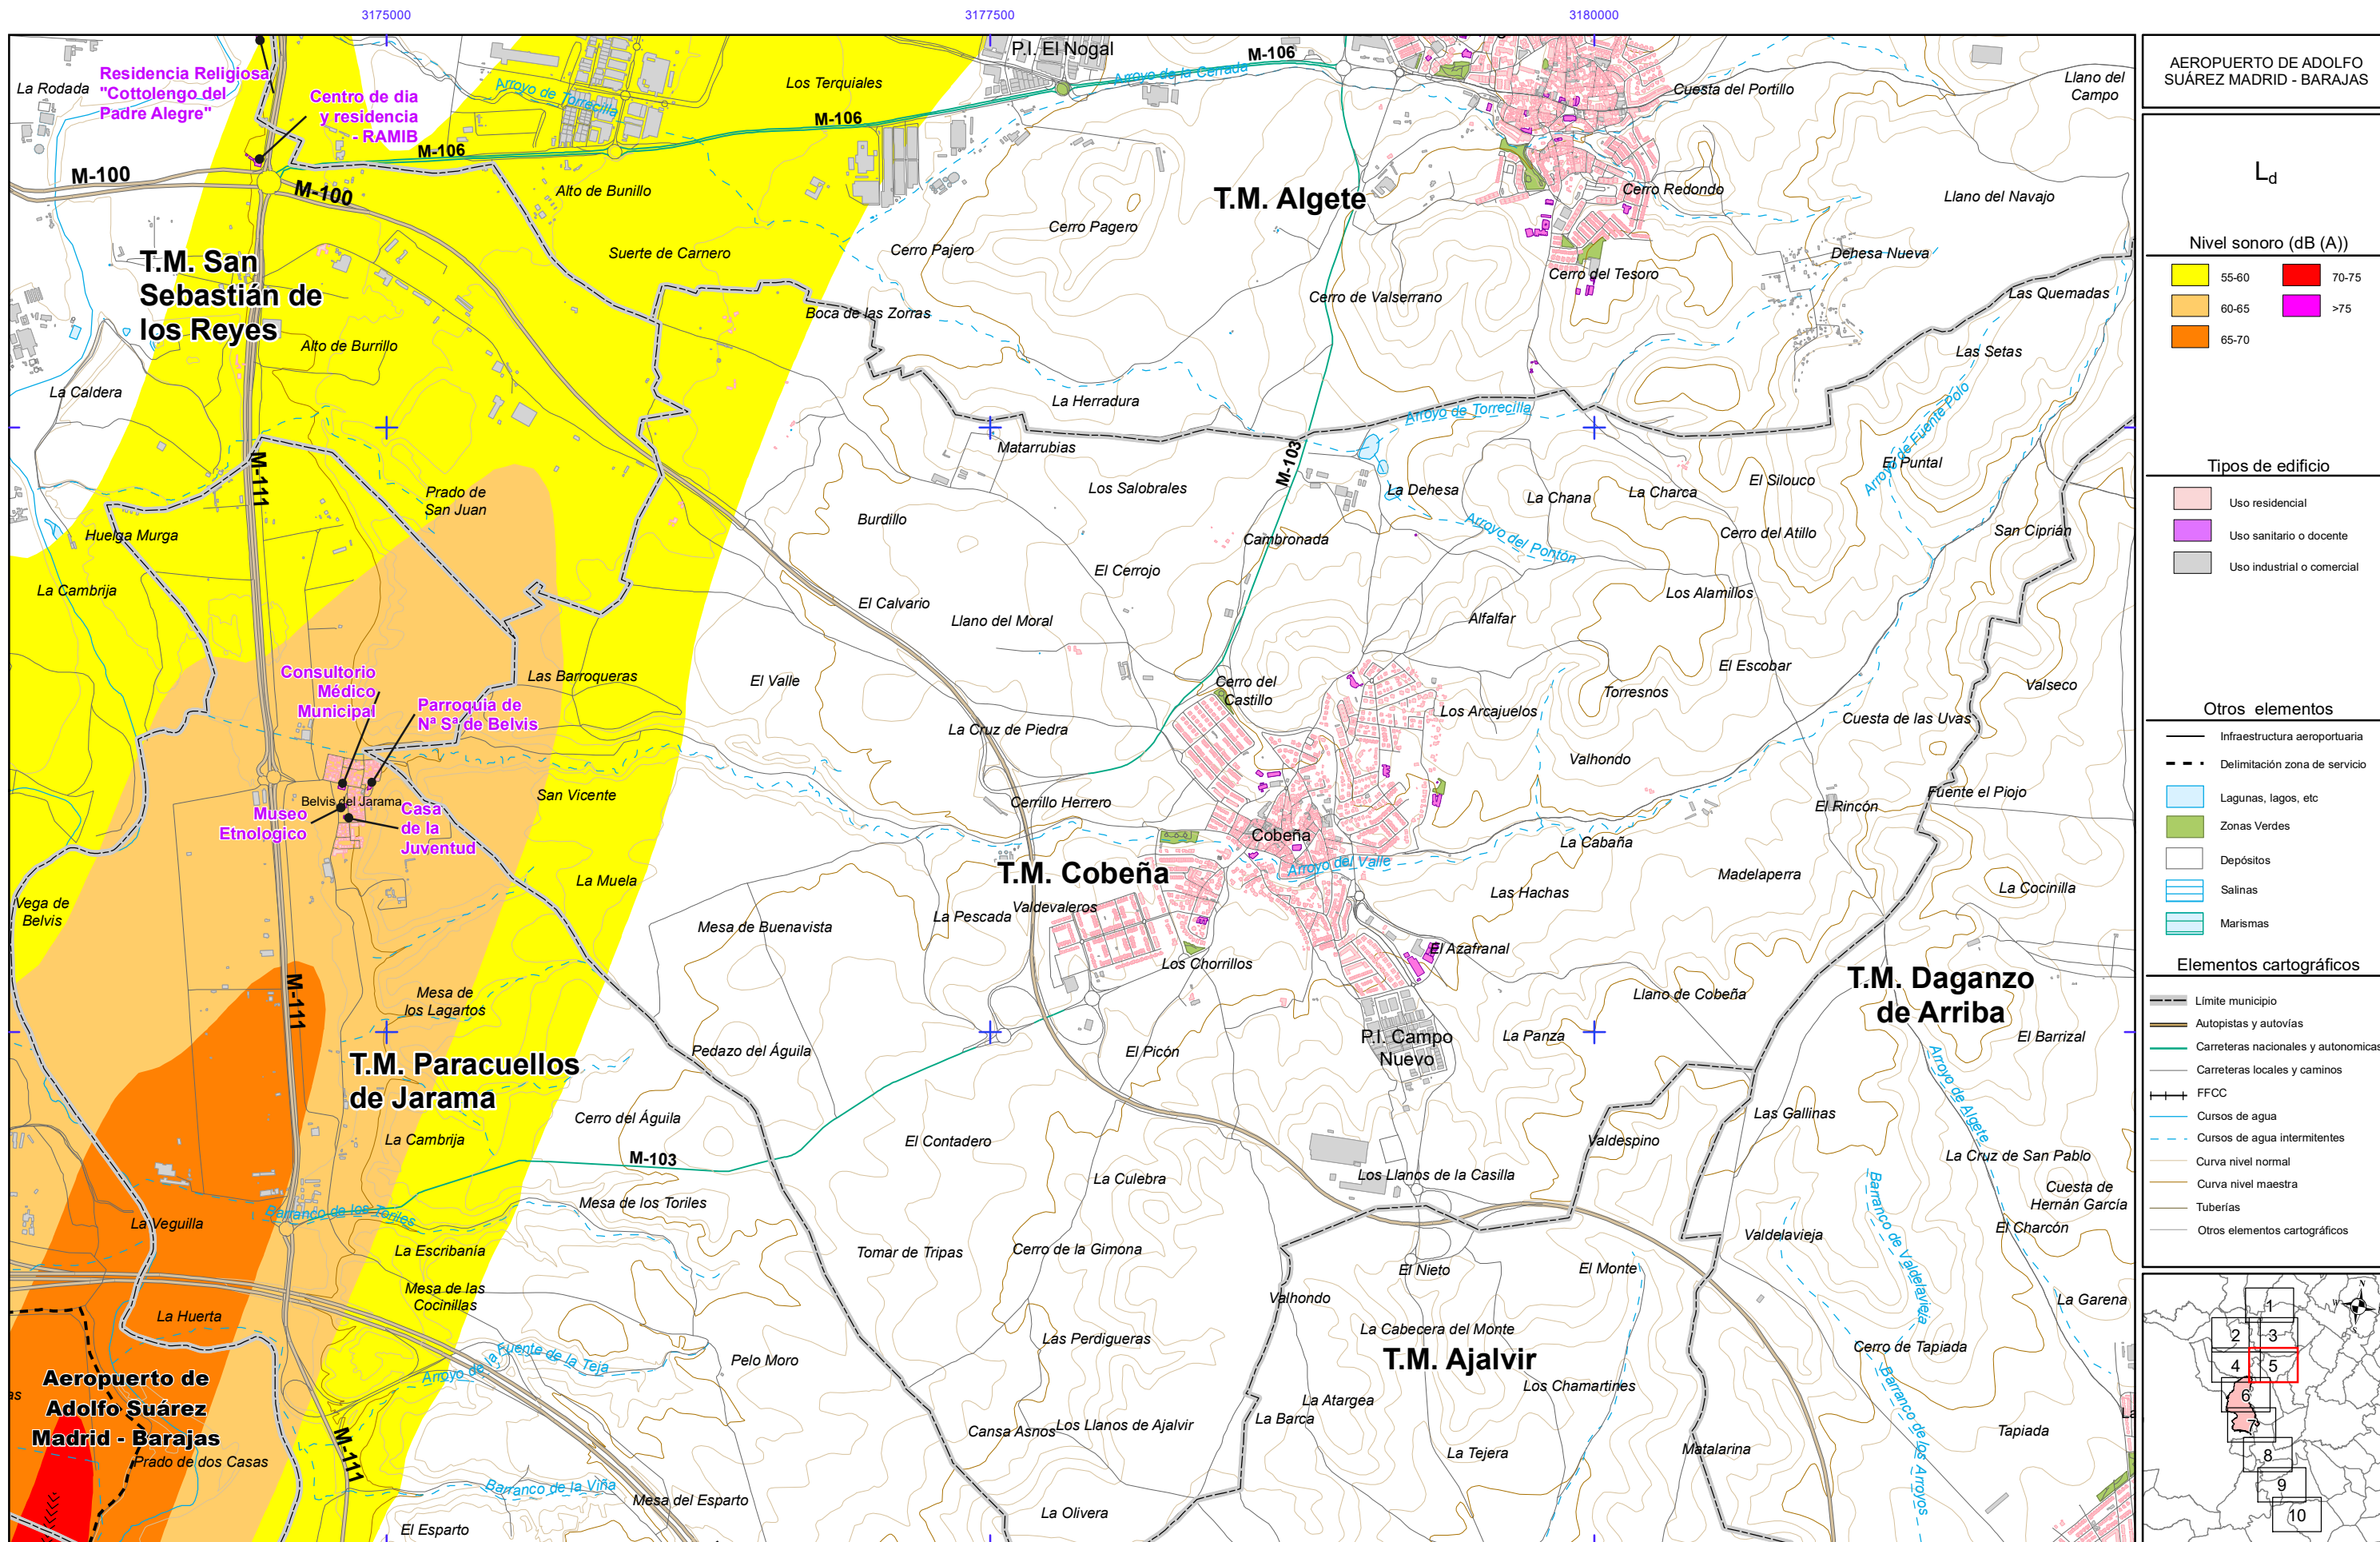 3175000
3177500
3180000
P.I. El Nogal
M-106
Arroyo de la Cerrada
La Rodada
Residencia Religiosa
"Cottolengo del
Padre Alegre"
Centro de dia
y residencia
- RAMIB
Arroyo de Torrecilla
Los Terquiales
M-106
M-106
Cuesta del Portillo
Llano del
Campo
M-100
M-100
Alto de Bunillo
T.M. Algete
Cerro Redondo
Llano del Navajo
Cerro Pagero
Cerro Pajero
Suerte de Carnero
Dehesa Nueva
T.M. San
Sebastián de
los Reyes
Cerro del Tesoro
Cerro de Valserrano
Las Quemadas
Boca de las Zorras
Alto de Burrillo
Las Setas
La Caldera
La Herradura
Arroyo de Torrecilla
Arroyo de Fuente Polo
Matarrubias
M-103
El Puntal
M-111
Prado de
San Juan
Los Salobrales
La Dehesa
La Chana
La Charca
El Silouco
Burdillo
Huelga Murga
Cambronada
Arroyo del Pontón
Cerro del Atillo
San Ciprián
El Cerrojo
La Cambrija
El Calvario
Llano del Moral
Alfalfar
Los Alamillos
Consultorio
Médico
Municipal
Las Barroqueras
El Valle
Cerro del
Castillo
El Escobar
Torresnos
Valseco
Parroquia de
Nª Sª de Belvis
La Cruz de Piedra
Los Arcajuelos
Cuesta de las Uvas
Valhondo
San Vicente
Belvis del Jarama
Cerrillo Herrero
El Rincón
Fuente el Piojo
Museo
Etnologico
Casa
de la
Juventud
Cobeña
La Cabaña
Arroyo del Valle
T.M. Cobeña
La Muela
Madelaperra
La Cocinilla
Las Hachas
Vega de
Belvis
Valdevaleros
La Pescada
Mesa de Buenavista
El Azafranal
Los Chorrillos
T.M. Daganzo
de Arriba
M-111
Mesa de
los Lagartos
Llano de Cobeña
P.I. Campo
Nuevo
La Panza
El Barrizal
El Picón
Pedazo del Águila
T.M. Paracuellos
de Jarama
Arroyo de Algete
Cerro del Águila
Las Gallinas
La Cambrija
El Contadero
Valdespino
M-103
La Cruz de San Pablo
La Culebra
Los Llanos de la Casilla
Cuesta de
Hernán García
Mesa de los Toriles
La Veguilla
Barranco de los Toriles
El Charcón
Valdelavieja
Barranco de Valdelavieja
La Escribanía
Tomar de Tripas
Cerro de la Gimona
El Nieto
El Monte
Mesa de las
Cocinillas
Valhondo
La Garena
La Huerta
La Cabecera del Monte
Las Perdigueras
T.M. Ajalvir
Cerro de Tapiada
Arroyo de la Fuente de la Teja
Pelo Moro
Aeropuerto de
Adolfo Suárez
Madrid - Barajas
as
Los Chamartines
La Atargea
Barranco de los Arroyos
La Barca
Cansa Asnos
Los Llanos de Ajalvir
Tapiada
La
M-111
Prado de dos Casas
La Tejera
Matalarina
Barranco de la Viña
Mesa del Esparto
La Olivera
El Esparto
AEROPUERTO DE ADOLFO
SUÁREZ MADRID - BARAJAS
Ld
Nivel sonoro (dB (A))
55-60
70-75
60-65
>75
65-70
Tipos de edificio
Uso residencial
Uso sanitario o docente
Uso industrial o comercial
Otros elementos
Infraestructura aeroportuaria
Delimitación zona de servicio
Lagunas, lagos, etc
Zonas Verdes
Depósitos
Salinas
Marismas
Elementos cartográficos
Límite municipio
Autopistas y autovías
Carreteras nacionales y autonomicas
Carreteras locales y caminos
FFCC
Cursos de agua
Cursos de agua intermitentes
Curva nivel normal
Curva nivel maestra
Tuberías
Otros elementos cartográficos
1
2
3
4
5
6
7
8
9
10
N
W
S